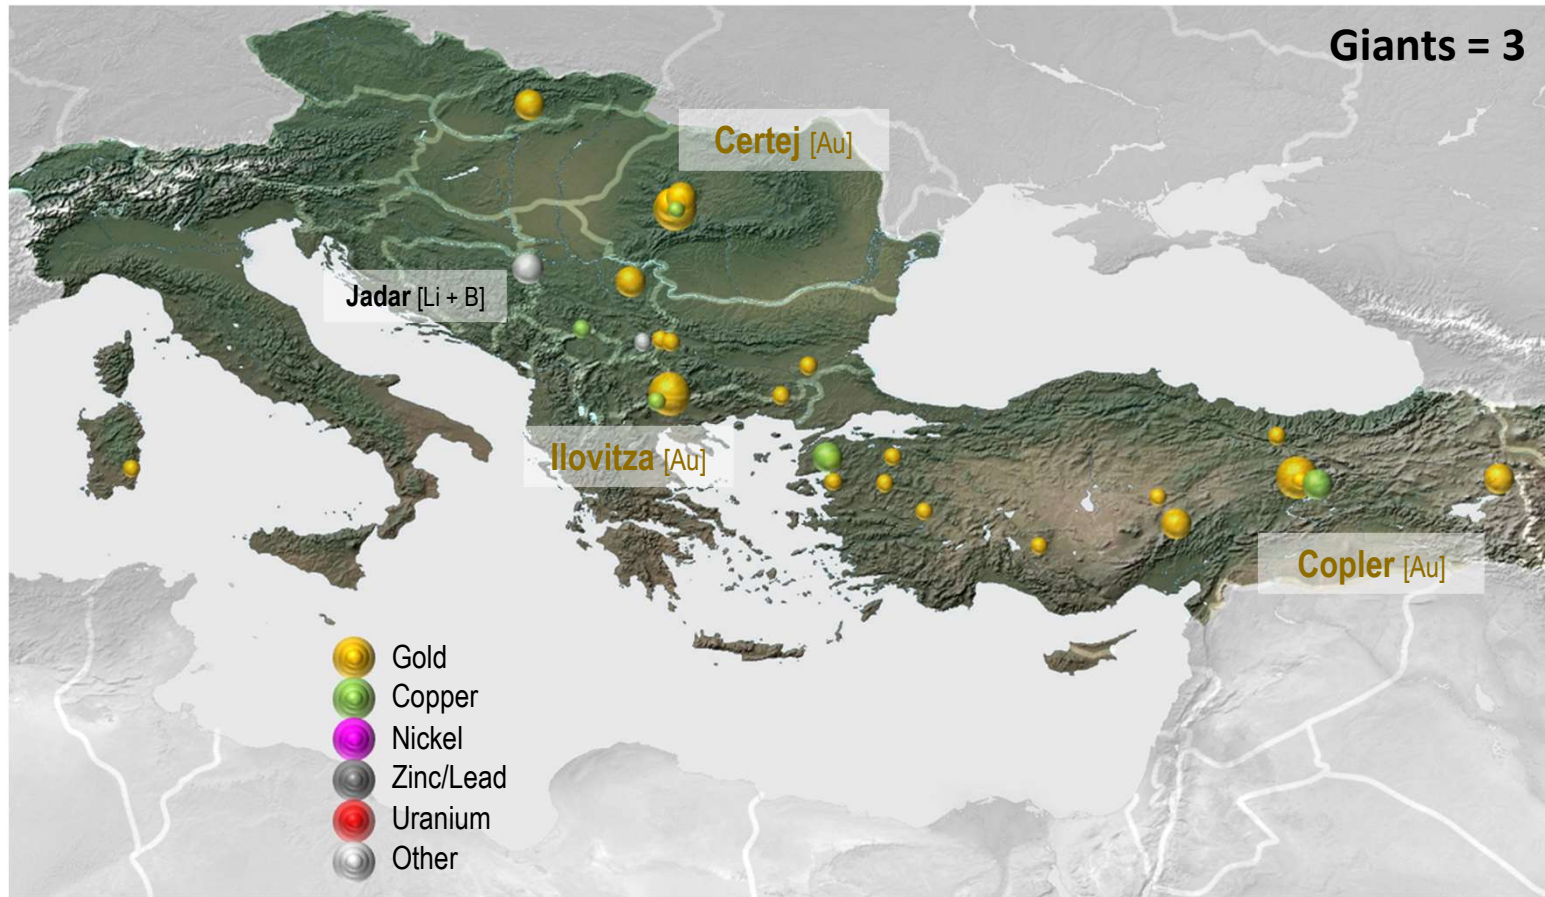 Giants = 3
Certej [Au]
Jadar [Li + B]
Ilovitza [Au]
Copler [Au]
Gold
Copper
Nickel
Zinc/Lead
Uranium
Other